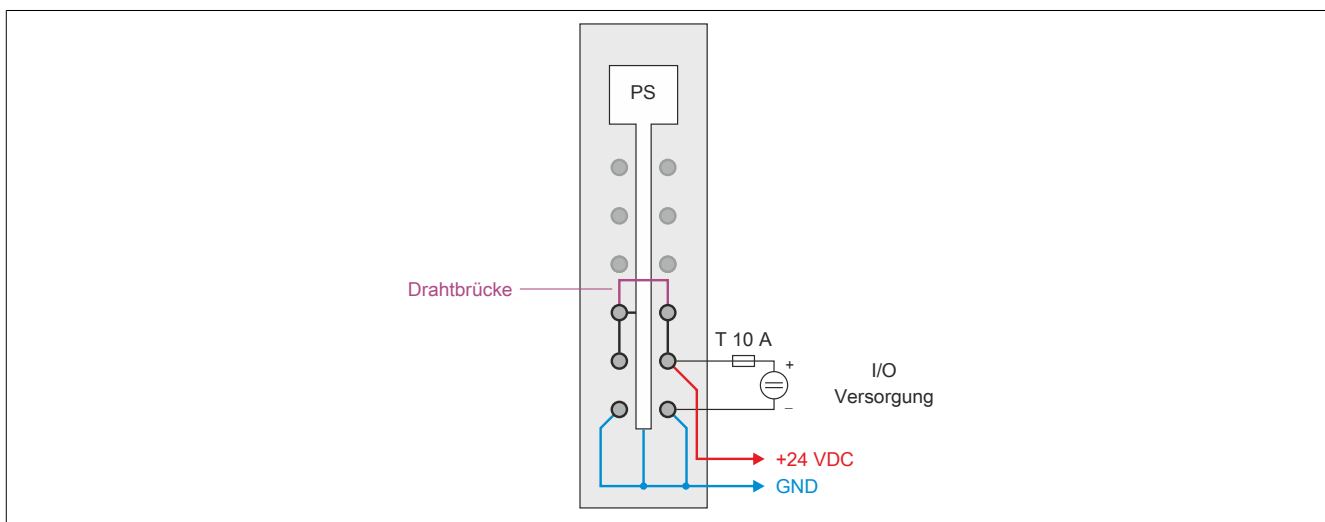 PS
Drahtbrücke
T 10 A
+
I/O
Versorgung
–
+24 VDC
GND